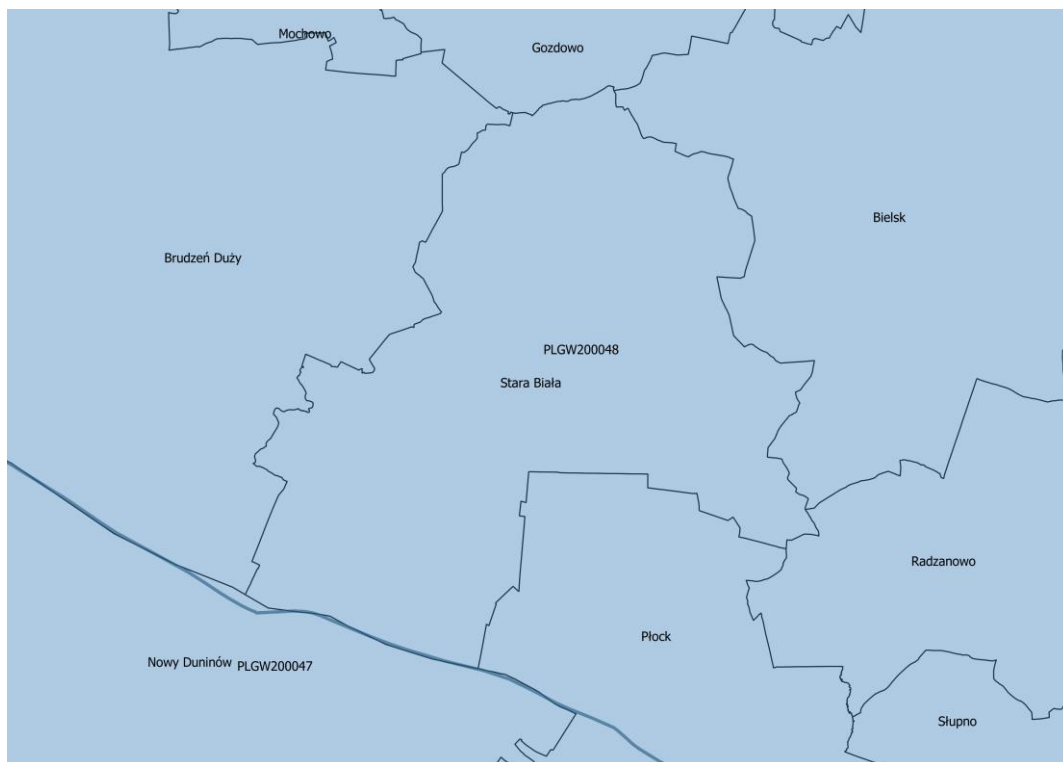 Mochowo
Gozdowo
Bielsk
Brudzeń Duży
PLGW200048
Stara Biała
Radzanowo
Płock
Nowy Duninów PLGW200047
Słupno